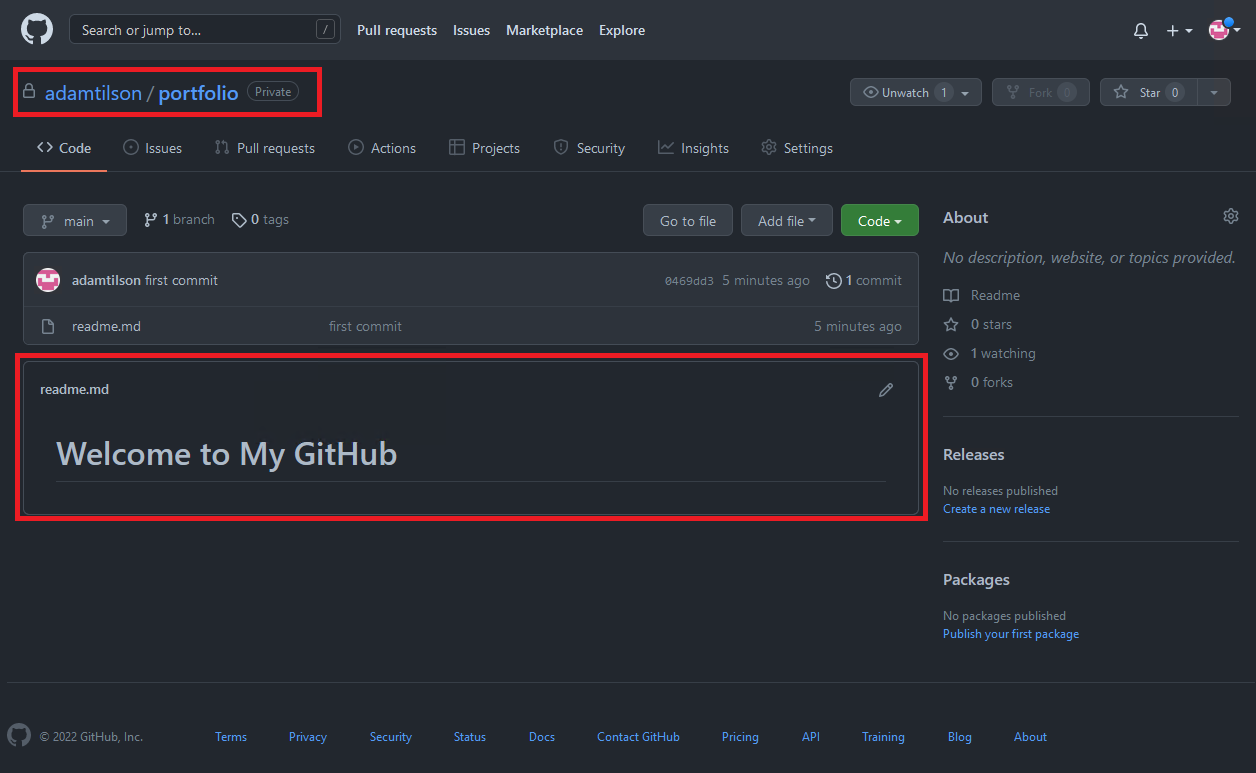 Search or jump to... /
Pull requests Issues Marketplace Explore
adamtilson / portfolio Private
Unwatch 1 Fork 0 Star 0
Code Issues Pull requests Actions Projects Security Insights Settings
main 1 branch 0 tags Go to file Add file Code
adamtilson first commit 0469dd3 5 minutes ago 1 commit
readme.md first commit 5 minutes ago
readme.md
Welcome to My GitHub
About
No description, website, or topics provided.
Readme
0 stars
1 watching
0 forks
Releases
No releases published
Create a new release
Packages
No packages published
Publish your first package
© 2022 GitHub, Inc. Terms Privacy Security Status Docs Contact GitHub Pricing API Training Blog About